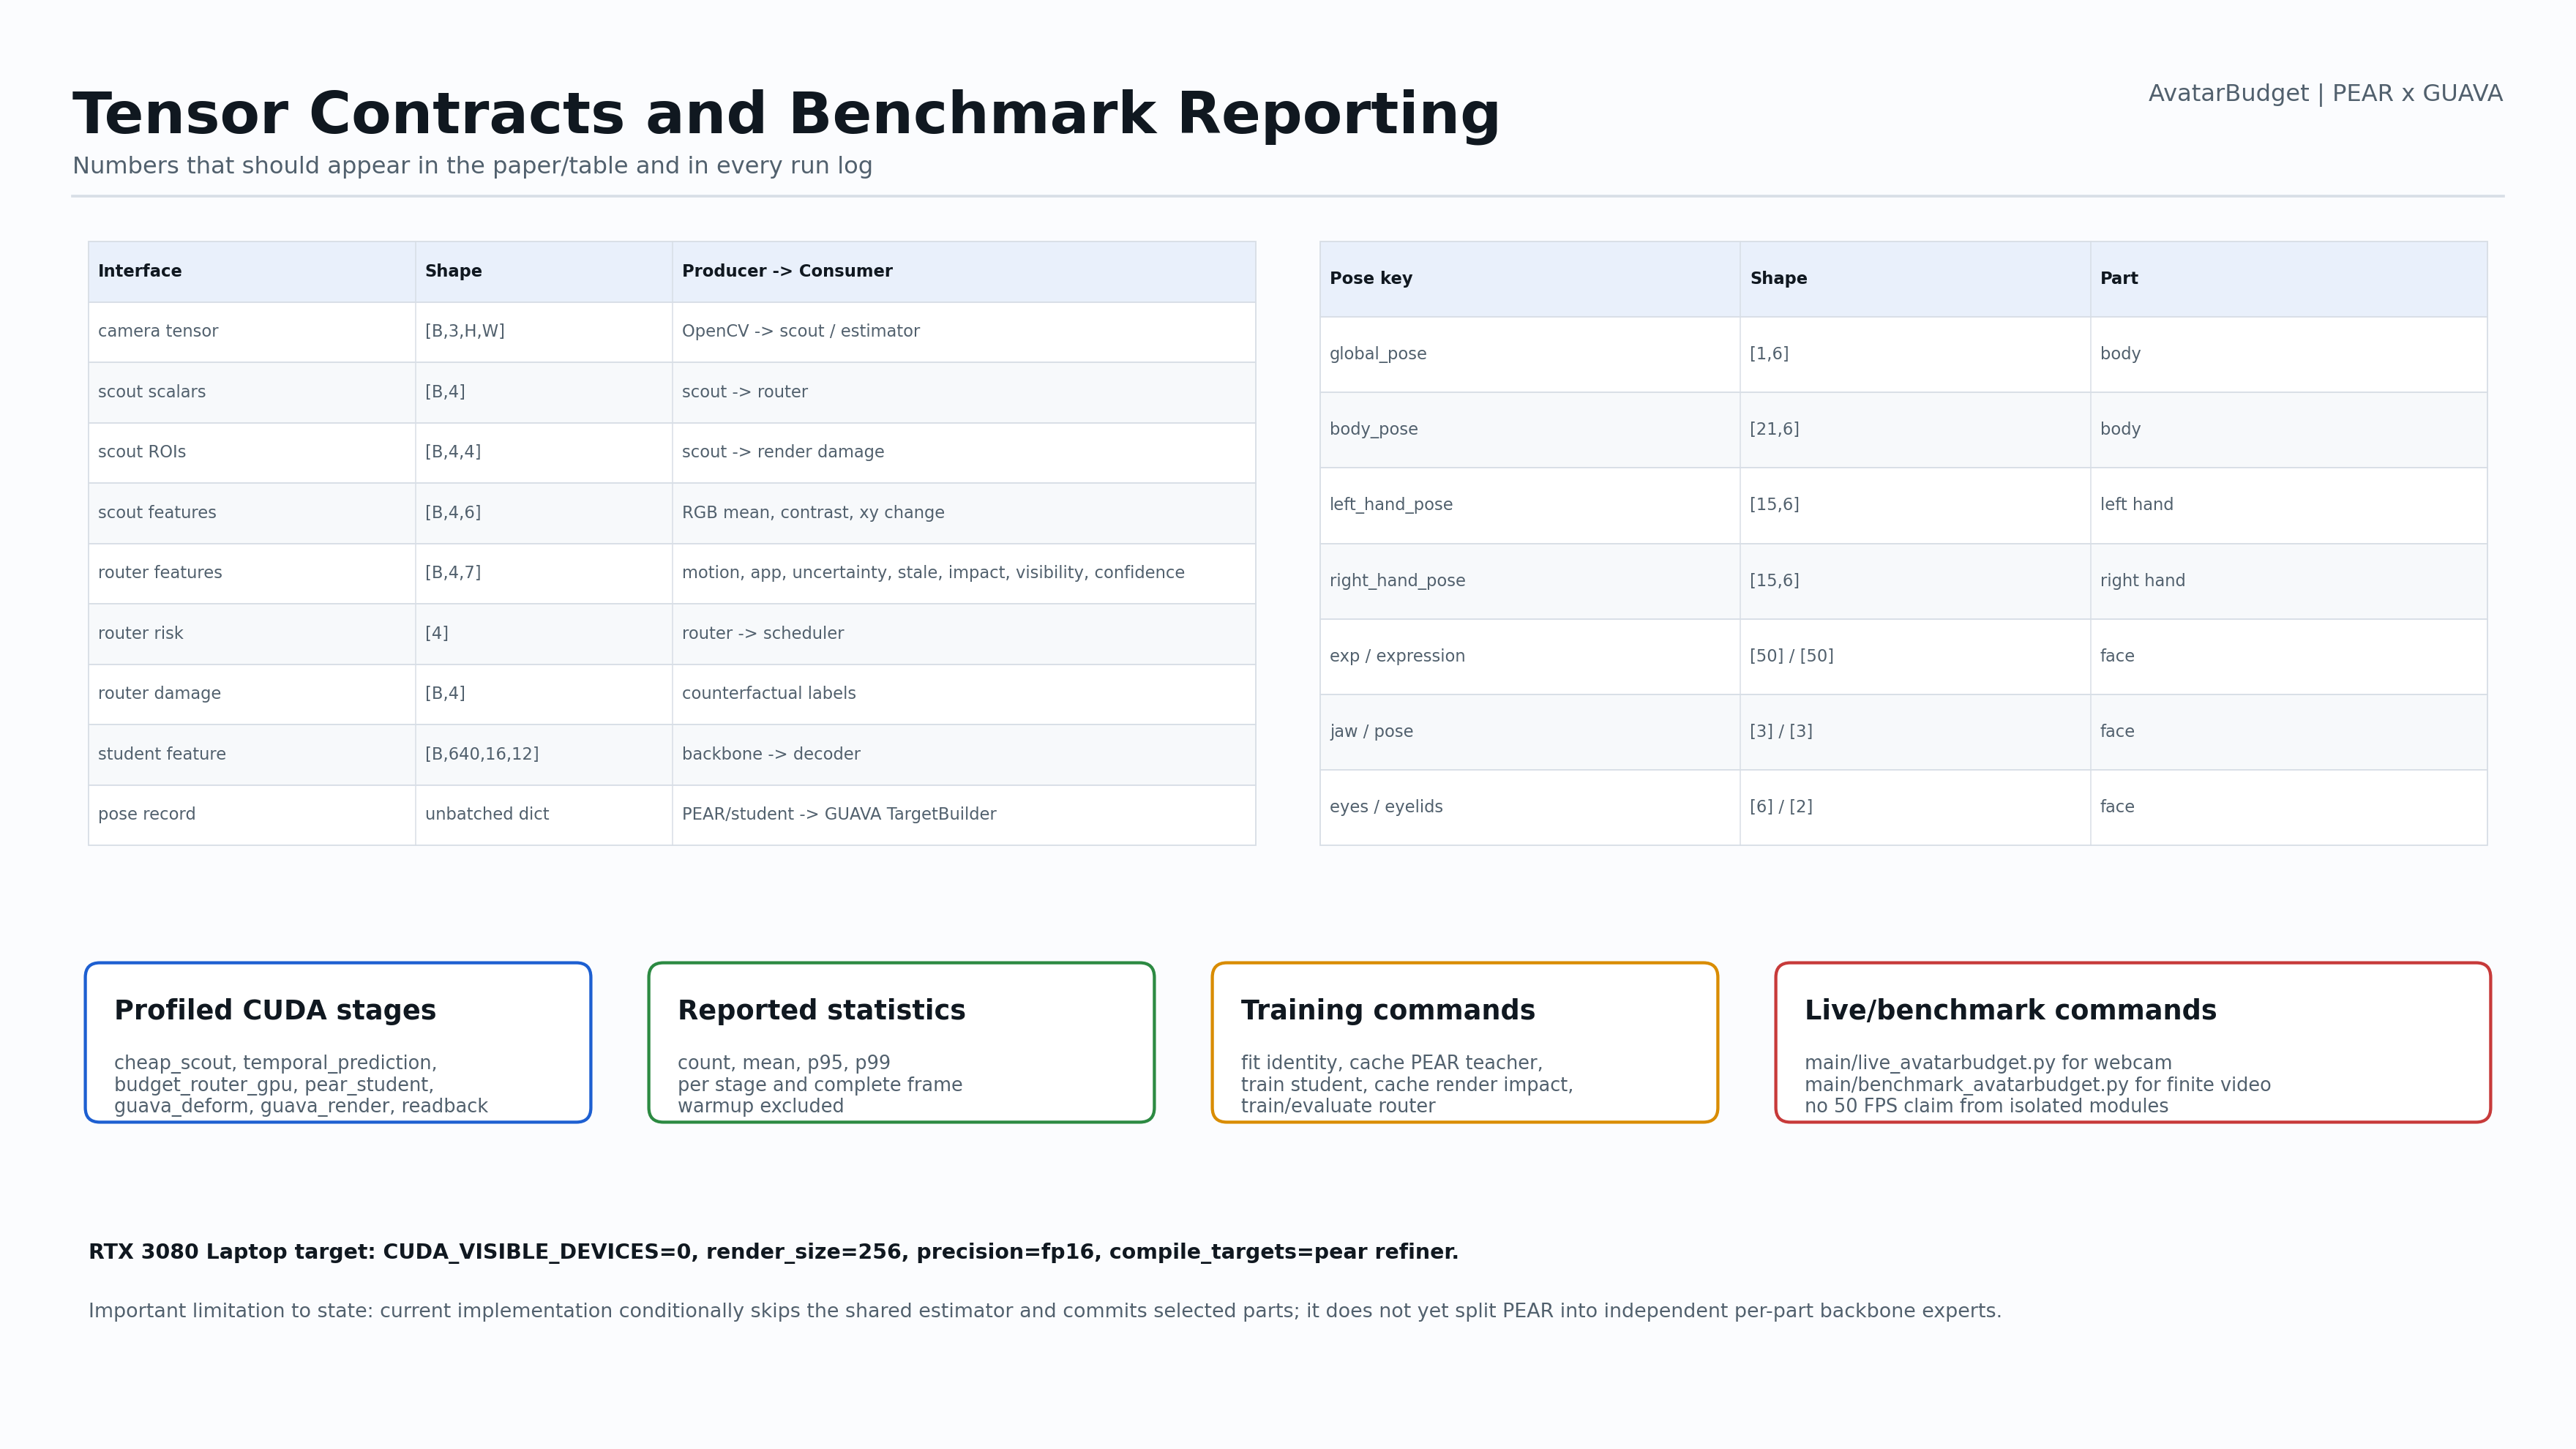 Tensor Contracts and Benchmark Reporting
AvatarBudget | PEAR x GUAVA
Numbers that should appear in the paper/table and in every run log
Interface Shape Producer -> Consumer
camera tensor [B,3,H,W] OpenCV -> scout / estimator
scout scalars [B,4] scout -> router
scout ROIs [B,4,4] scout -> render damage
scout features [B,4,6] RGB mean, contrast, xy change
router features [B,4,7] motion, app, uncertainty, stale, impact, visibility, confidence
router risk [4] router -> scheduler
router damage [B,4] counterfactual labels
student feature [B,640,16,12] backbone -> decoder
pose record unbatched dict PEAR/student -> GUAVA TargetBuilder
Pose key Shape Part
global_pose [1,6] body
body_pose [21,6] body
left_hand_pose [15,6] left hand
right_hand_pose [15,6] right hand
exp / expression [50] / [50] face
jaw / pose [3] / [3] face
eyes / eyelids [6] / [2] face
Profiled CUDA stages
cheap_scout, temporal_prediction,
budget_router_gpu, pear_student,
guava_deform, guava_render, readback
Reported statistics
count, mean, p95, p99
per stage and complete frame
warmup excluded
Training commands
fit identity, cache PEAR teacher,
train student, cache render impact,
train/evaluate router
Live/benchmark commands
main/live_avatarbudget.py for webcam
main/benchmark_avatarbudget.py for finite video
no 50 FPS claim from isolated modules
RTX 3080 Laptop target: CUDA_VISIBLE_DEVICES=0, render_size=256, precision=fp16, compile_targets=pear refiner.
Important limitation to state: current implementation conditionally skips the shared estimator and commits selected parts; it does not yet split PEAR into independent per-part backbone experts.